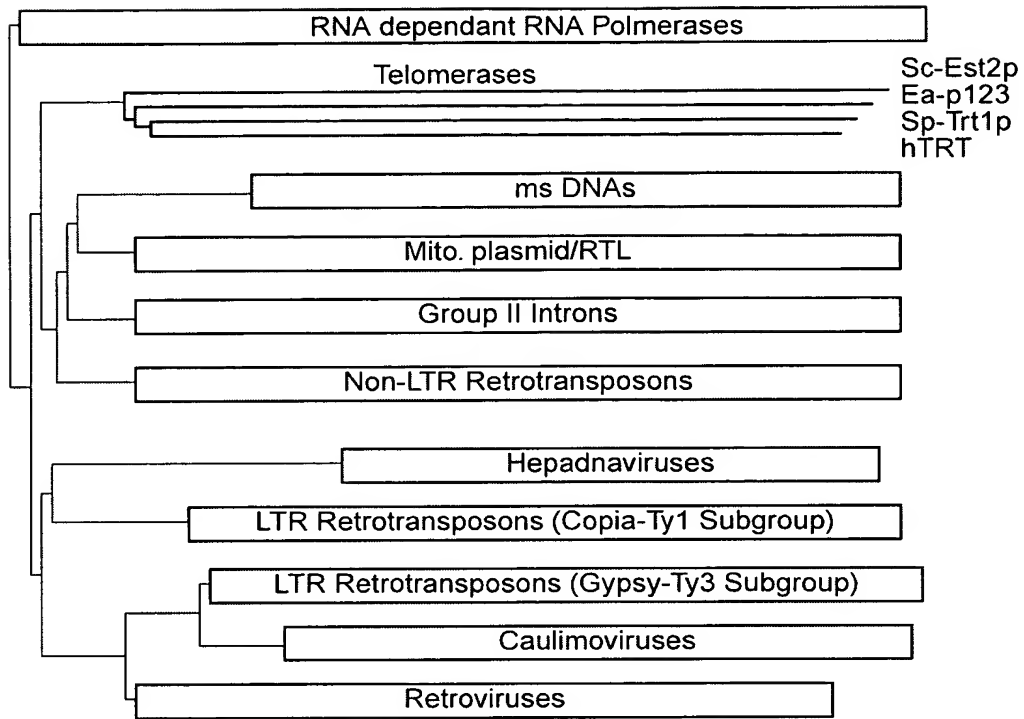 RNA dependant RNA Polmerases
Telomerases
Sc-Est2p
Ea-p123
Sp-Trt1p
hTRT
ms DNAs
Mito. plasmid/RTL
Group II Introns
Non-LTR Retrotransposons
Hepadnaviruses
LTR Retrotransposons (Copia-Ty1 Subgroup)
LTR Retrotransposons (Gypsy-Ty3 Subgroup)
Caulimoviruses
Retroviruses